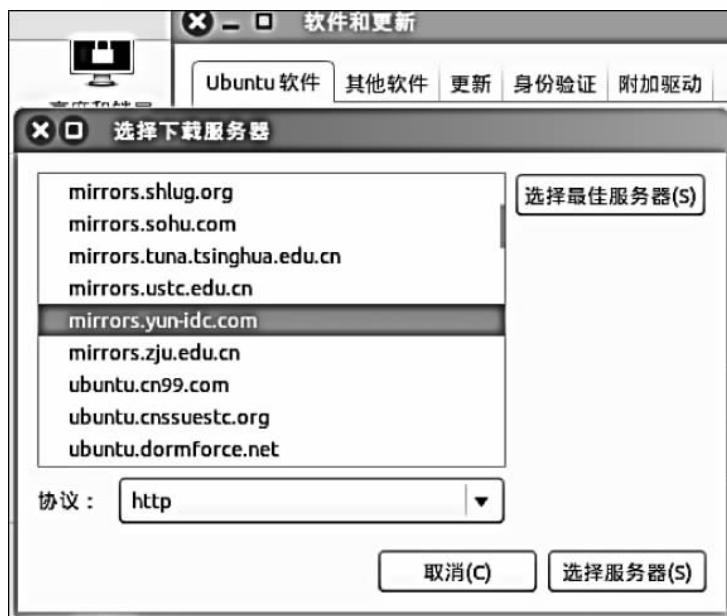 软件和更新
Ubuntu 软件 其他软件 更新 身份验证 附加驱动
选择下载服务器
mirrors.shlug.org
mirrors.sohu.com
mirrors.tuna.tsinghua.edu.cn
mirrors.ustc.edu.cn
mirrors.yun-idc.com
mirrors.zju.edu.cn
ubuntu.cn99.com
ubuntu.cnssuestc.org
ubuntu.dormforce.net
选择最佳服务器(S)
协议： http
取消(C) 选择服务器(S)